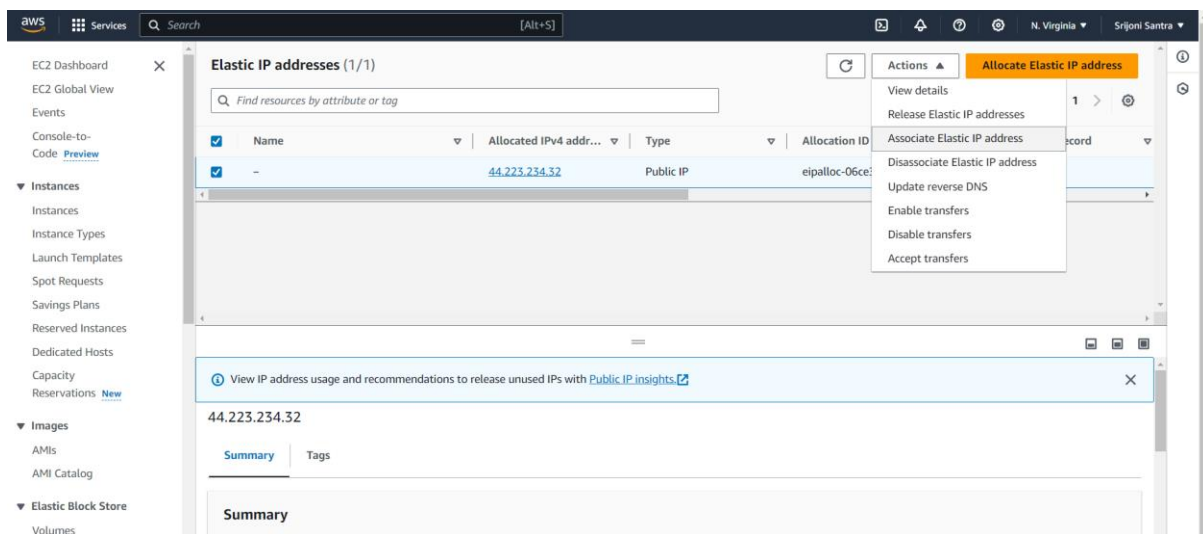 aws Services Search [Alt+S] N. Virginia Srijoni Santra
EC2 Dashboard
EC2 Global View
Events
Console-to-
Code Preview
Instances
Instances
Instance Types
Launch Templates
Spot Requests
Savings Plans
Reserved Instances
Dedicated Hosts
Capacity
Reservations New
Images
AMIs
AMI Catalog
Elastic Block Store
Volumes
Elastic IP addresses (1/1)
Actions
Allocate Elastic IP address
Find resources by attribute or tag
1
View details
Release Elastic IP addresses
Associate Elastic IP address
Disassociate Elastic IP address
Update reverse DNS
Enable transfers
Disable transfers
Accept transfers
Name Allocated IPv4 addr... Type Allocation ID
– 44.223.234.32 Public IP
View IP address usage and recommendations to release unused IPs with Public IP insights.
44.223.234.32
Summary Tags
Summary